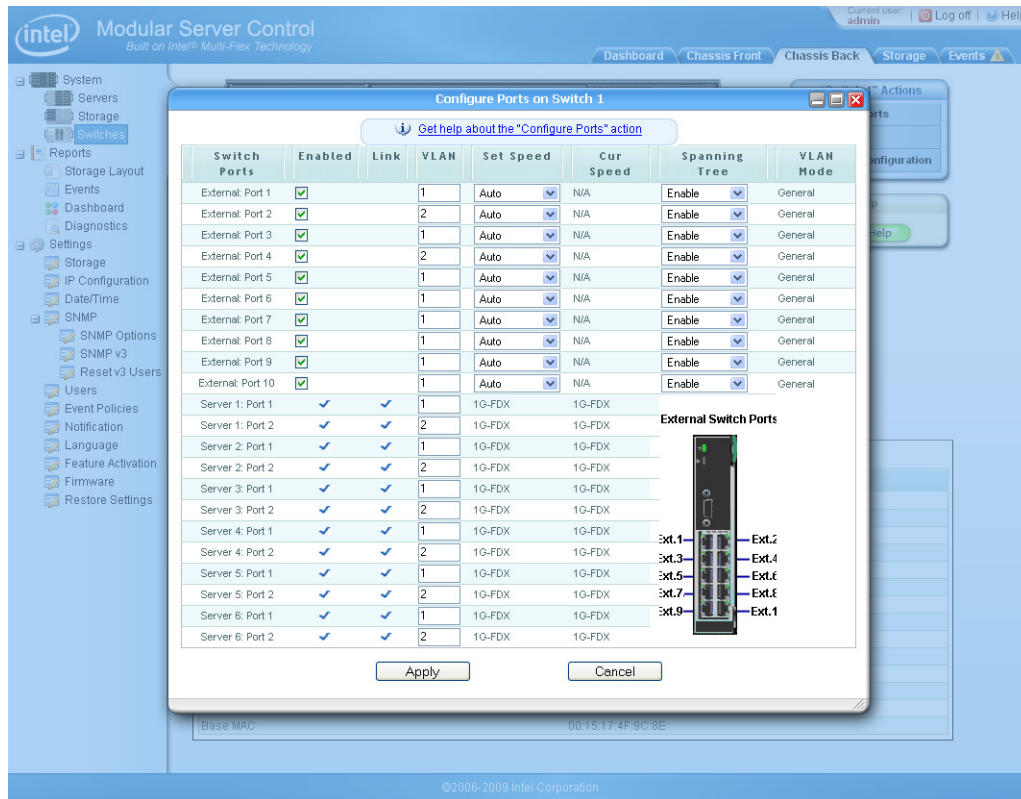 intel
Modular Server Control
Built on Intel® Multi-Flex Technology
Current user:
admin
Log off
Help
Dashboard
Chassis Front
Chassis Back
Storage
Events
System
Servers
Storage
Switches
Reports
Storage Layout
Events
Dashboard
Diagnostics
Settings
Storage
IP Configuration
Date/Time
SNMP
SNMP Options
SNMP v3
Reset v3 Users
Users
Event Policies
Notification
Language
Feature Activation
Firmware
Restore Settings
Actions
Help
Configure Ports on Switch 1
Get help about the "Configure Ports" action
Switch Ports Enabled Link VLAN Set Speed Cur Speed Spanning Tree VLAN Mode
External: Port 1 1 Auto N/A Enable General
External: Port 2 2 Auto N/A Enable General
External: Port 3 1 Auto N/A Enable General
External: Port 4 2 Auto N/A Enable General
External: Port 5 1 Auto N/A Enable General
External: Port 6 1 Auto N/A Enable General
External: Port 7 1 Auto N/A Enable General
External: Port 8 1 Auto N/A Enable General
External: Port 9 1 Auto N/A Enable General
External: Port 10 1 Auto N/A Enable General
Server 1: Port 1 1 1G-FDX 1G-FDX
Server 1: Port 2 2 1G-FDX 1G-FDX
Server 2: Port 1 1 1G-FDX 1G-FDX
Server 2: Port 2 2 1G-FDX 1G-FDX
Server 3: Port 1 1 1G-FDX 1G-FDX
Server 3: Port 2 2 1G-FDX 1G-FDX
Server 4: Port 1 1 1G-FDX 1G-FDX
Server 4: Port 2 2 1G-FDX 1G-FDX
Server 5: Port 1 1 1G-FDX 1G-FDX
Server 5: Port 2 2 1G-FDX 1G-FDX
Server 6: Port 1 1 1G-FDX 1G-FDX
Server 6: Port 2 2 1G-FDX 1G-FDX
External Switch Ports
Ext.1 Ext.2
Ext.3 Ext.4
Ext.5
Ext.7
Ext.9 Ext.1
Apply
Cancel
Base MAC 00:15:17:4F:9C:8E
©2006-2009 Intel Corporation